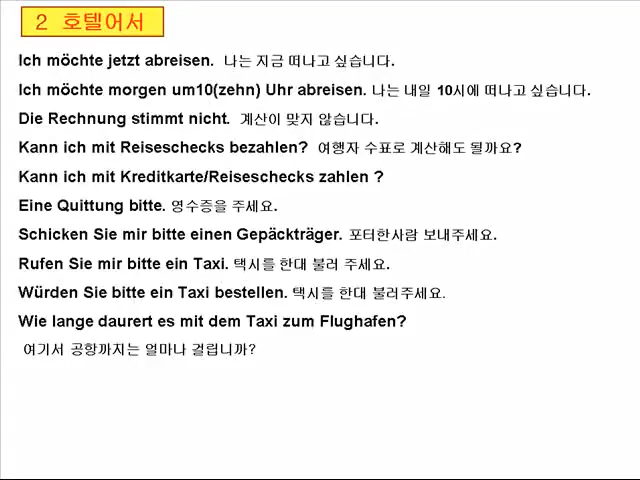 2 호텔어서
Ich möchte jetzt abreisen. 나는 지금 떠나고 싶습니다.
Ich möchte morgen um10(zehn) Uhr abreisen. 나는 내일 10시에 떠나고 싶습니다.
Die Rechnung stimmt nicht. 계산이 맞지 않습니다.
Kann ich mit Reiseschecks bezahlen? 여행자 수표로 계산해도 될까요?
Kann ich mit Kreditkarte/Reiseschecks zahlen ?
Eine Quittung bitte. 영수증을 주세요.
Schicken Sie mir bitte einen Gepäckträger. 포터한사람 보내주세요.
Rufen Sie mir bitte ein Taxi. 택시를 한대 불러 주세요.
Würden Sie bitte ein Taxi bestellen. 택시를 한대 불러주세요.
Wie lange daurert es mit dem Taxi zum Flughafen?
여기서 공항까지는 얼마나 걸립니까?